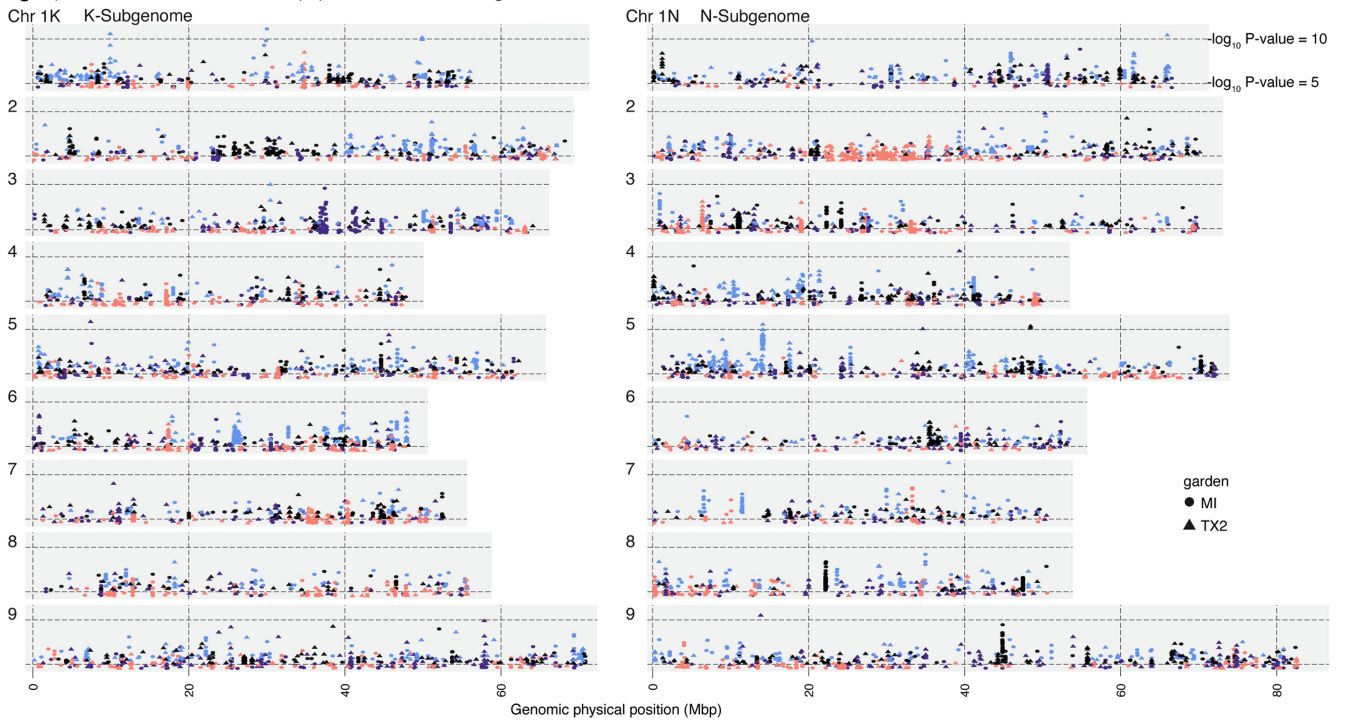 Chr 1K K-Subgenome
Chr 1N N-Subgenome
-log10 P-value = 10
-log10 P-value = 5
2
2
3
3
4
4
5
5
6
6
7
7
garden
MI
TX2
8
8
9
9
0 20 40 60
0 20 40 60 80
Genomic physical position (Mbp)